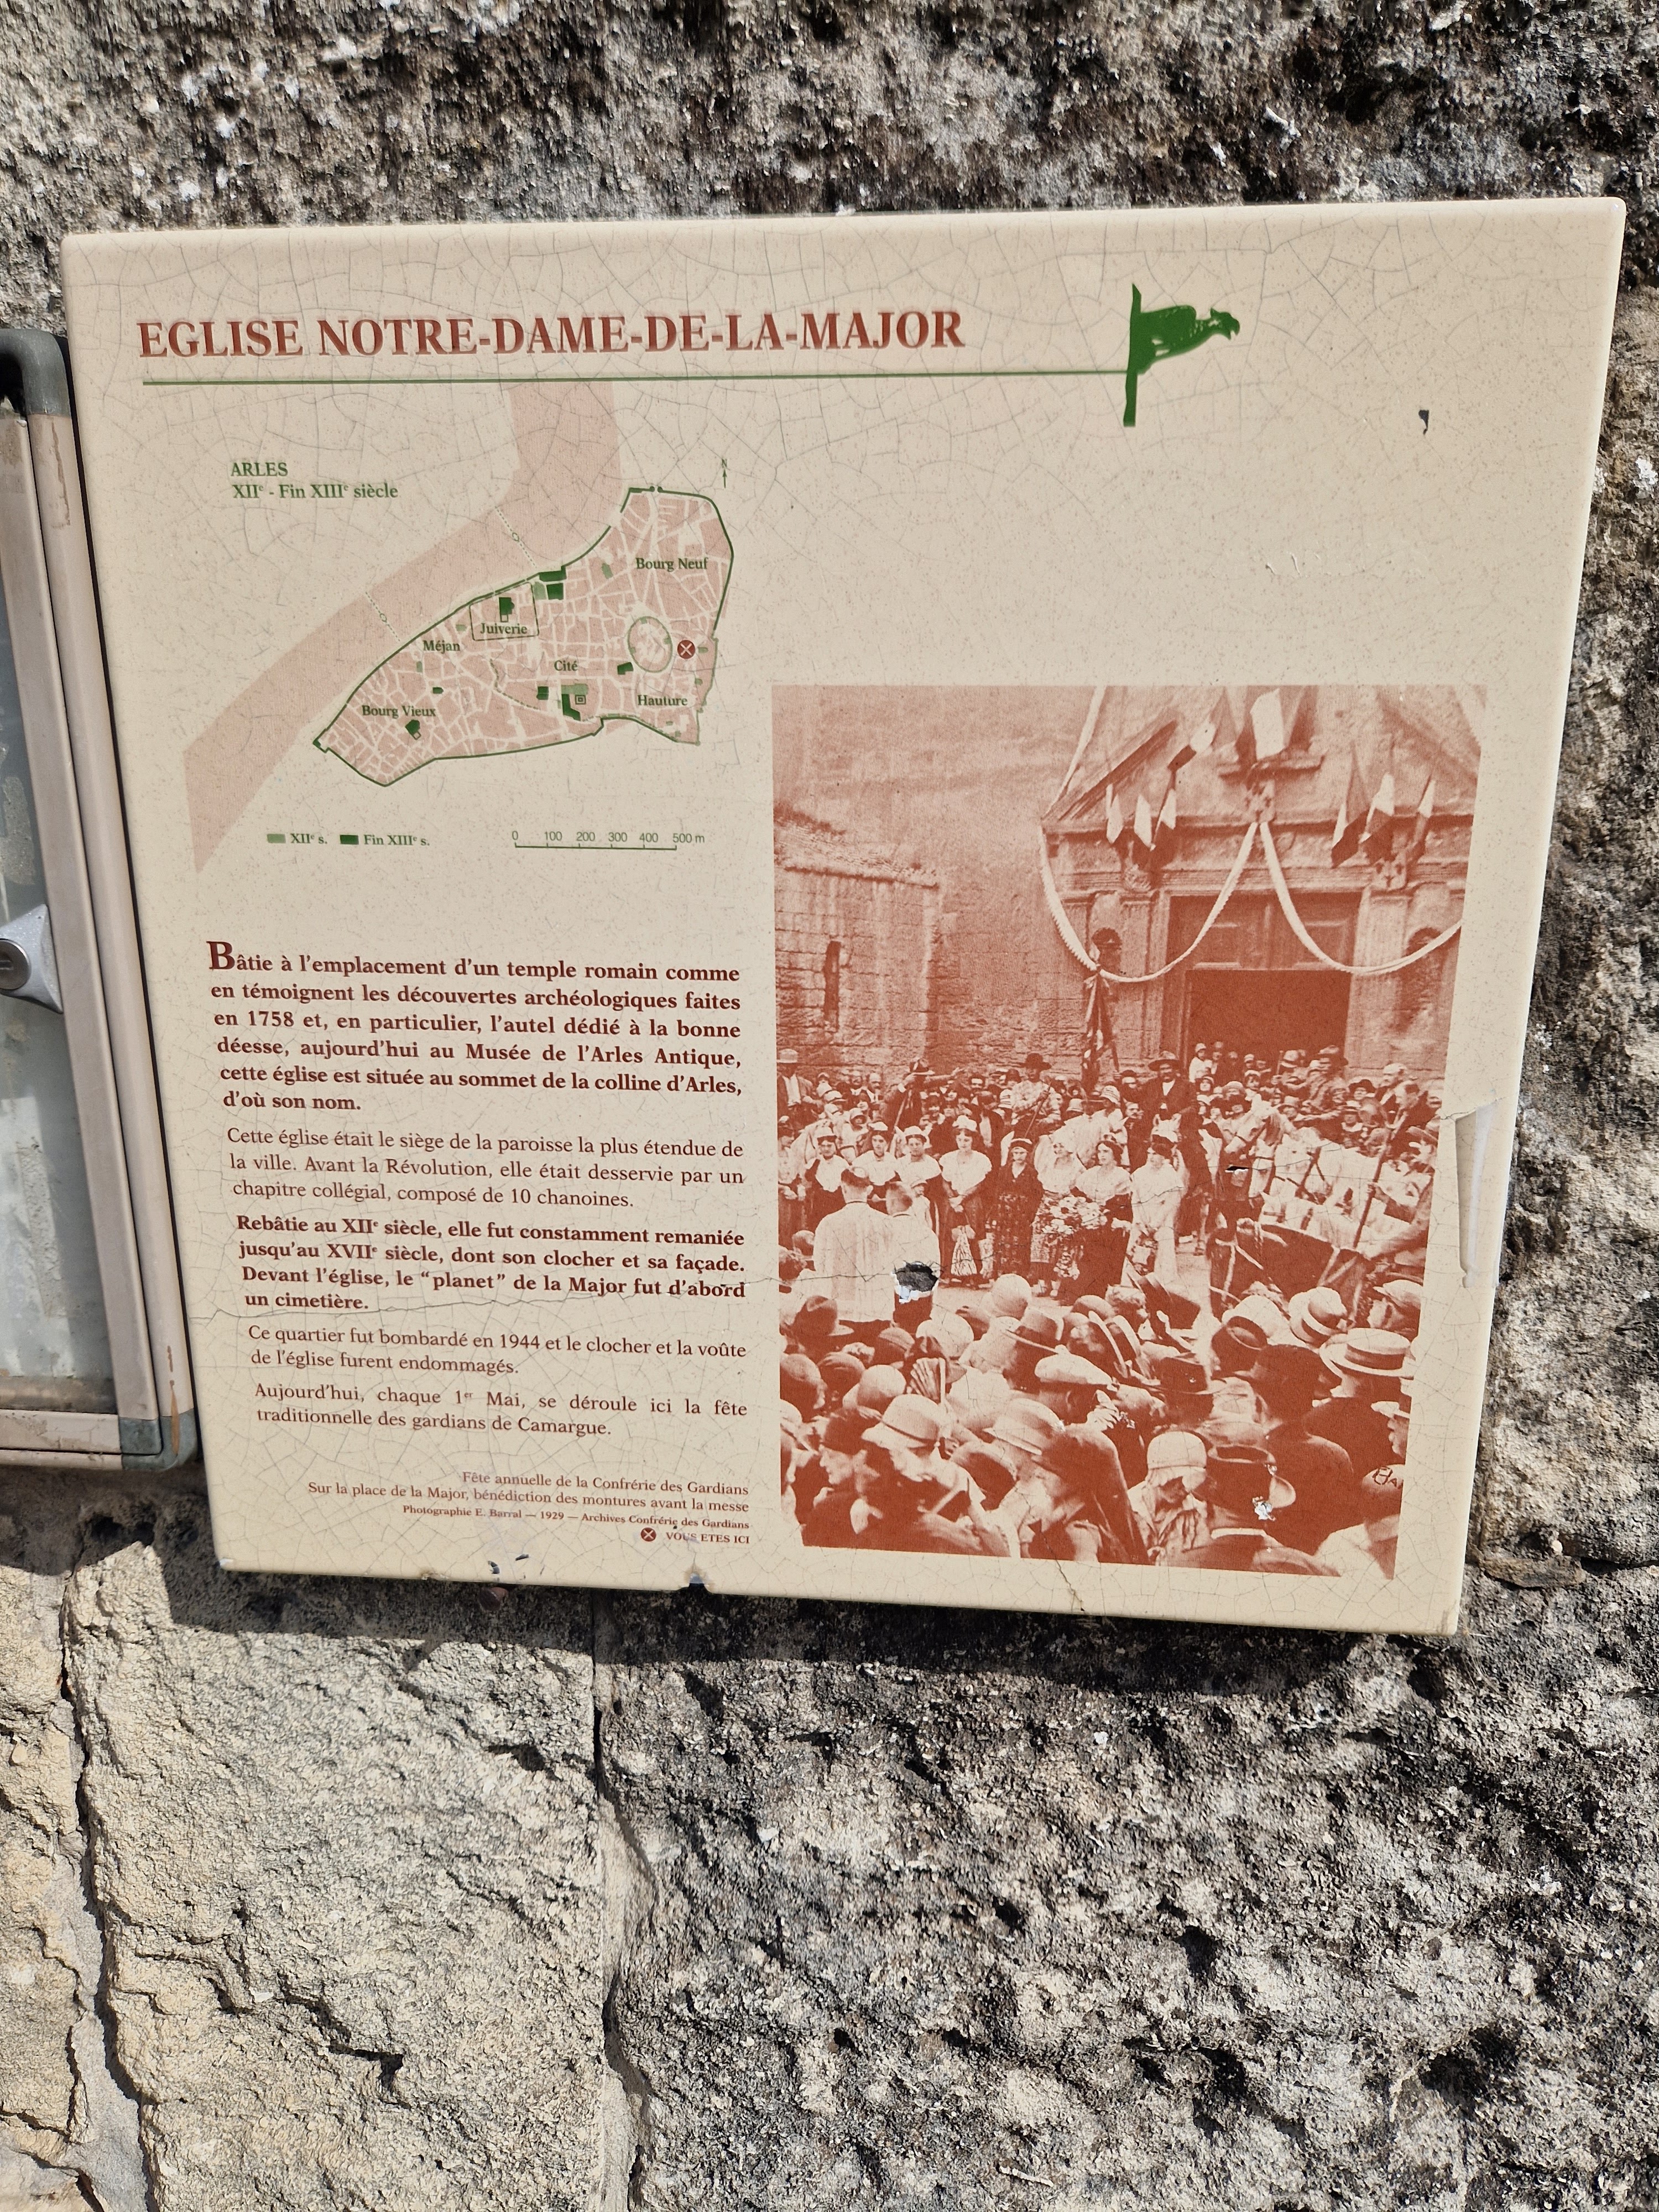 EGLISE NOTRE-DAME-DE-LA-MAJOR
ARLES
XIIe - Fin XIIIe siècle
N
Bourg Neuf
Juiverie
Méjan
Cité
Hauture
Bourg Vieux
XIIe s. Fin XIIIe s.
0 100 200 300 400 500 m
Bâtie à l'emplacement d'un temple romain comme
en témoignent les découvertes archéologiques faites
en 1758 et, en particulier, l'autel dédié à la bonne
déesse, aujourd'hui au Musée de l'Arles Antique,
cette église est située au sommet de la colline d'Arles,
d'où son nom.
Cette église était le siège de la paroisse la plus étendue de
la ville. Avant la Révolution, elle était desservie par un
chapitre collégial, composé de 10 chanoines.
Rebâtie au XIIe siècle, elle fut constamment remaniée
jusqu'au XVIIe siècle, dont son clocher et sa façade.
Devant l'église, le "planet" de la Major fut d'abord
un cimetière.
Ce quartier fut bombardé en 1944 et le clocher et la voûte
de l'église furent endommagés.
Aujourd'hui, chaque 1er Mai, se déroule ici la fête
traditionnelle des gardians de Camargue.
Fête annuelle de la Confrérie des Gardians
Sur la place de la Major, bénédiction des montures avant la messe
Photographie E. Barral — 1929 — Archives Confrérie des Gardians
VOUS ETES ICI